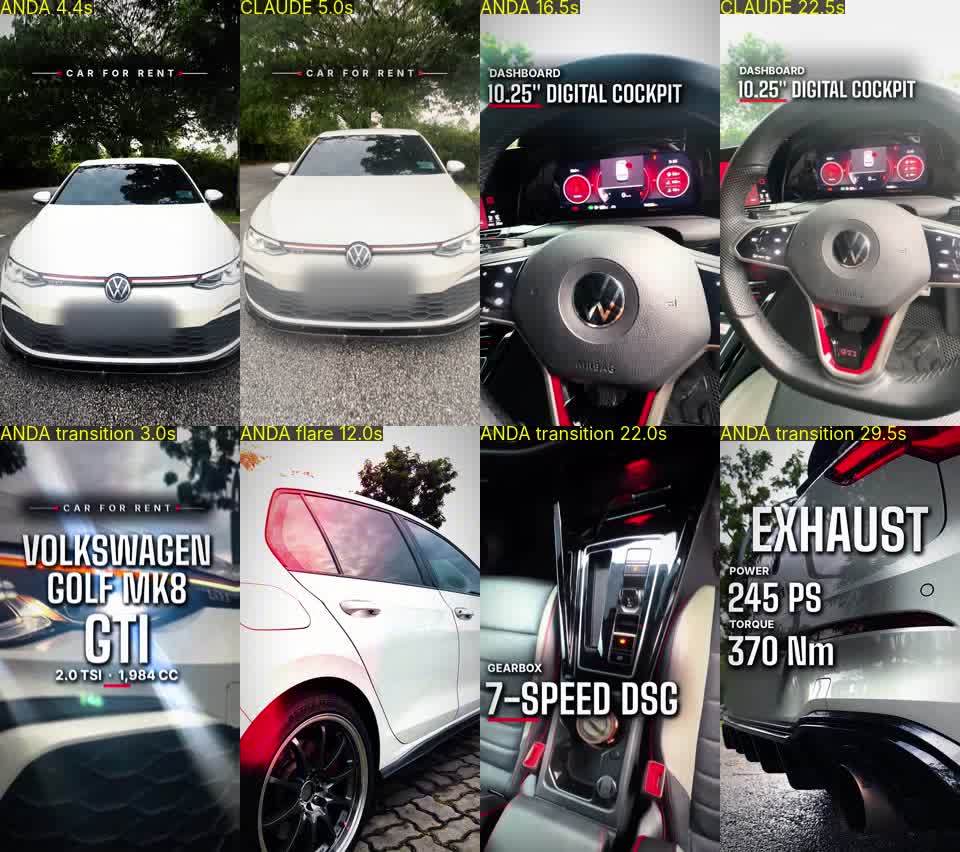 ANDA 4.4s
CAR FOR RENT
CLAUDE 5.0s
CAR FOR RENT
ANDA 16.5s
DASHBOARD
10.25" DIGITAL COCKPIT
AIRBAG
CLAUDE 22.5s
DASHBOARD
10.25" DIGITAL COCKPIT
AIRBAG
GTI
ANDA transition 3.0s
CAR FOR RENT
VOLKSWAGEN
GOLF MK8
GTI
2.0 TSI · 1,984 CC
ANDA flare 12.0s
ANDA transition 22.0s
GEARBOX
7-SPEED DSG
ANDA transition 29.5s
EXHAUST
POWER
245 PS
TORQUE
370 Nm